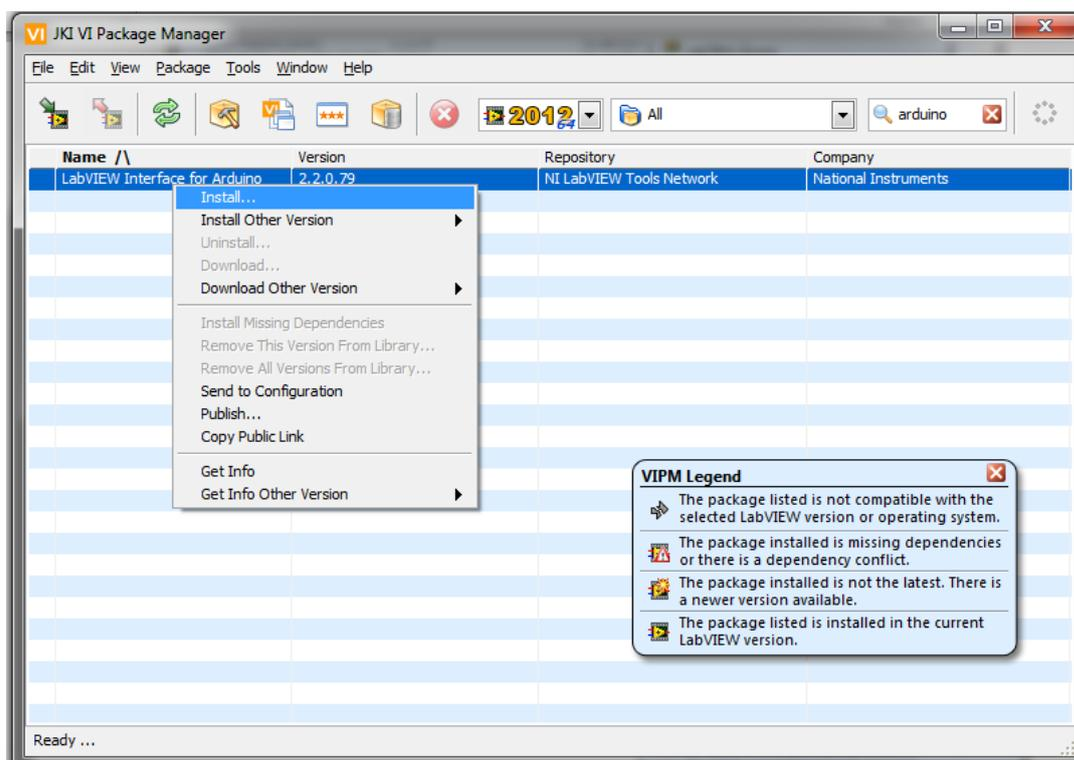 VI JKI VI Package Manager
File Edit View Package Tools Window Help
2012 64 All arduino
Name /\ Version Repository Company
LabVIEW Interface for Arduino 2.2.0.79 NI LabVIEW Tools Network National Instruments
Install...
Install Other Version
Uninstall...
Download...
Download Other Version
Install Missing Dependencies
Remove This Version From Library...
Remove All Versions From Library...
Send to Configuration
Publish...
Copy Public Link
Get Info
Get Info Other Version
VIPM Legend
The package listed is not compatible with the
selected LabVIEW version or operating system.
The package installed is missing dependencies
or there is a dependency conflict.
The package installed is not the latest. There is
a newer version available.
The package listed is installed in the current
LabVIEW version.
Ready ...